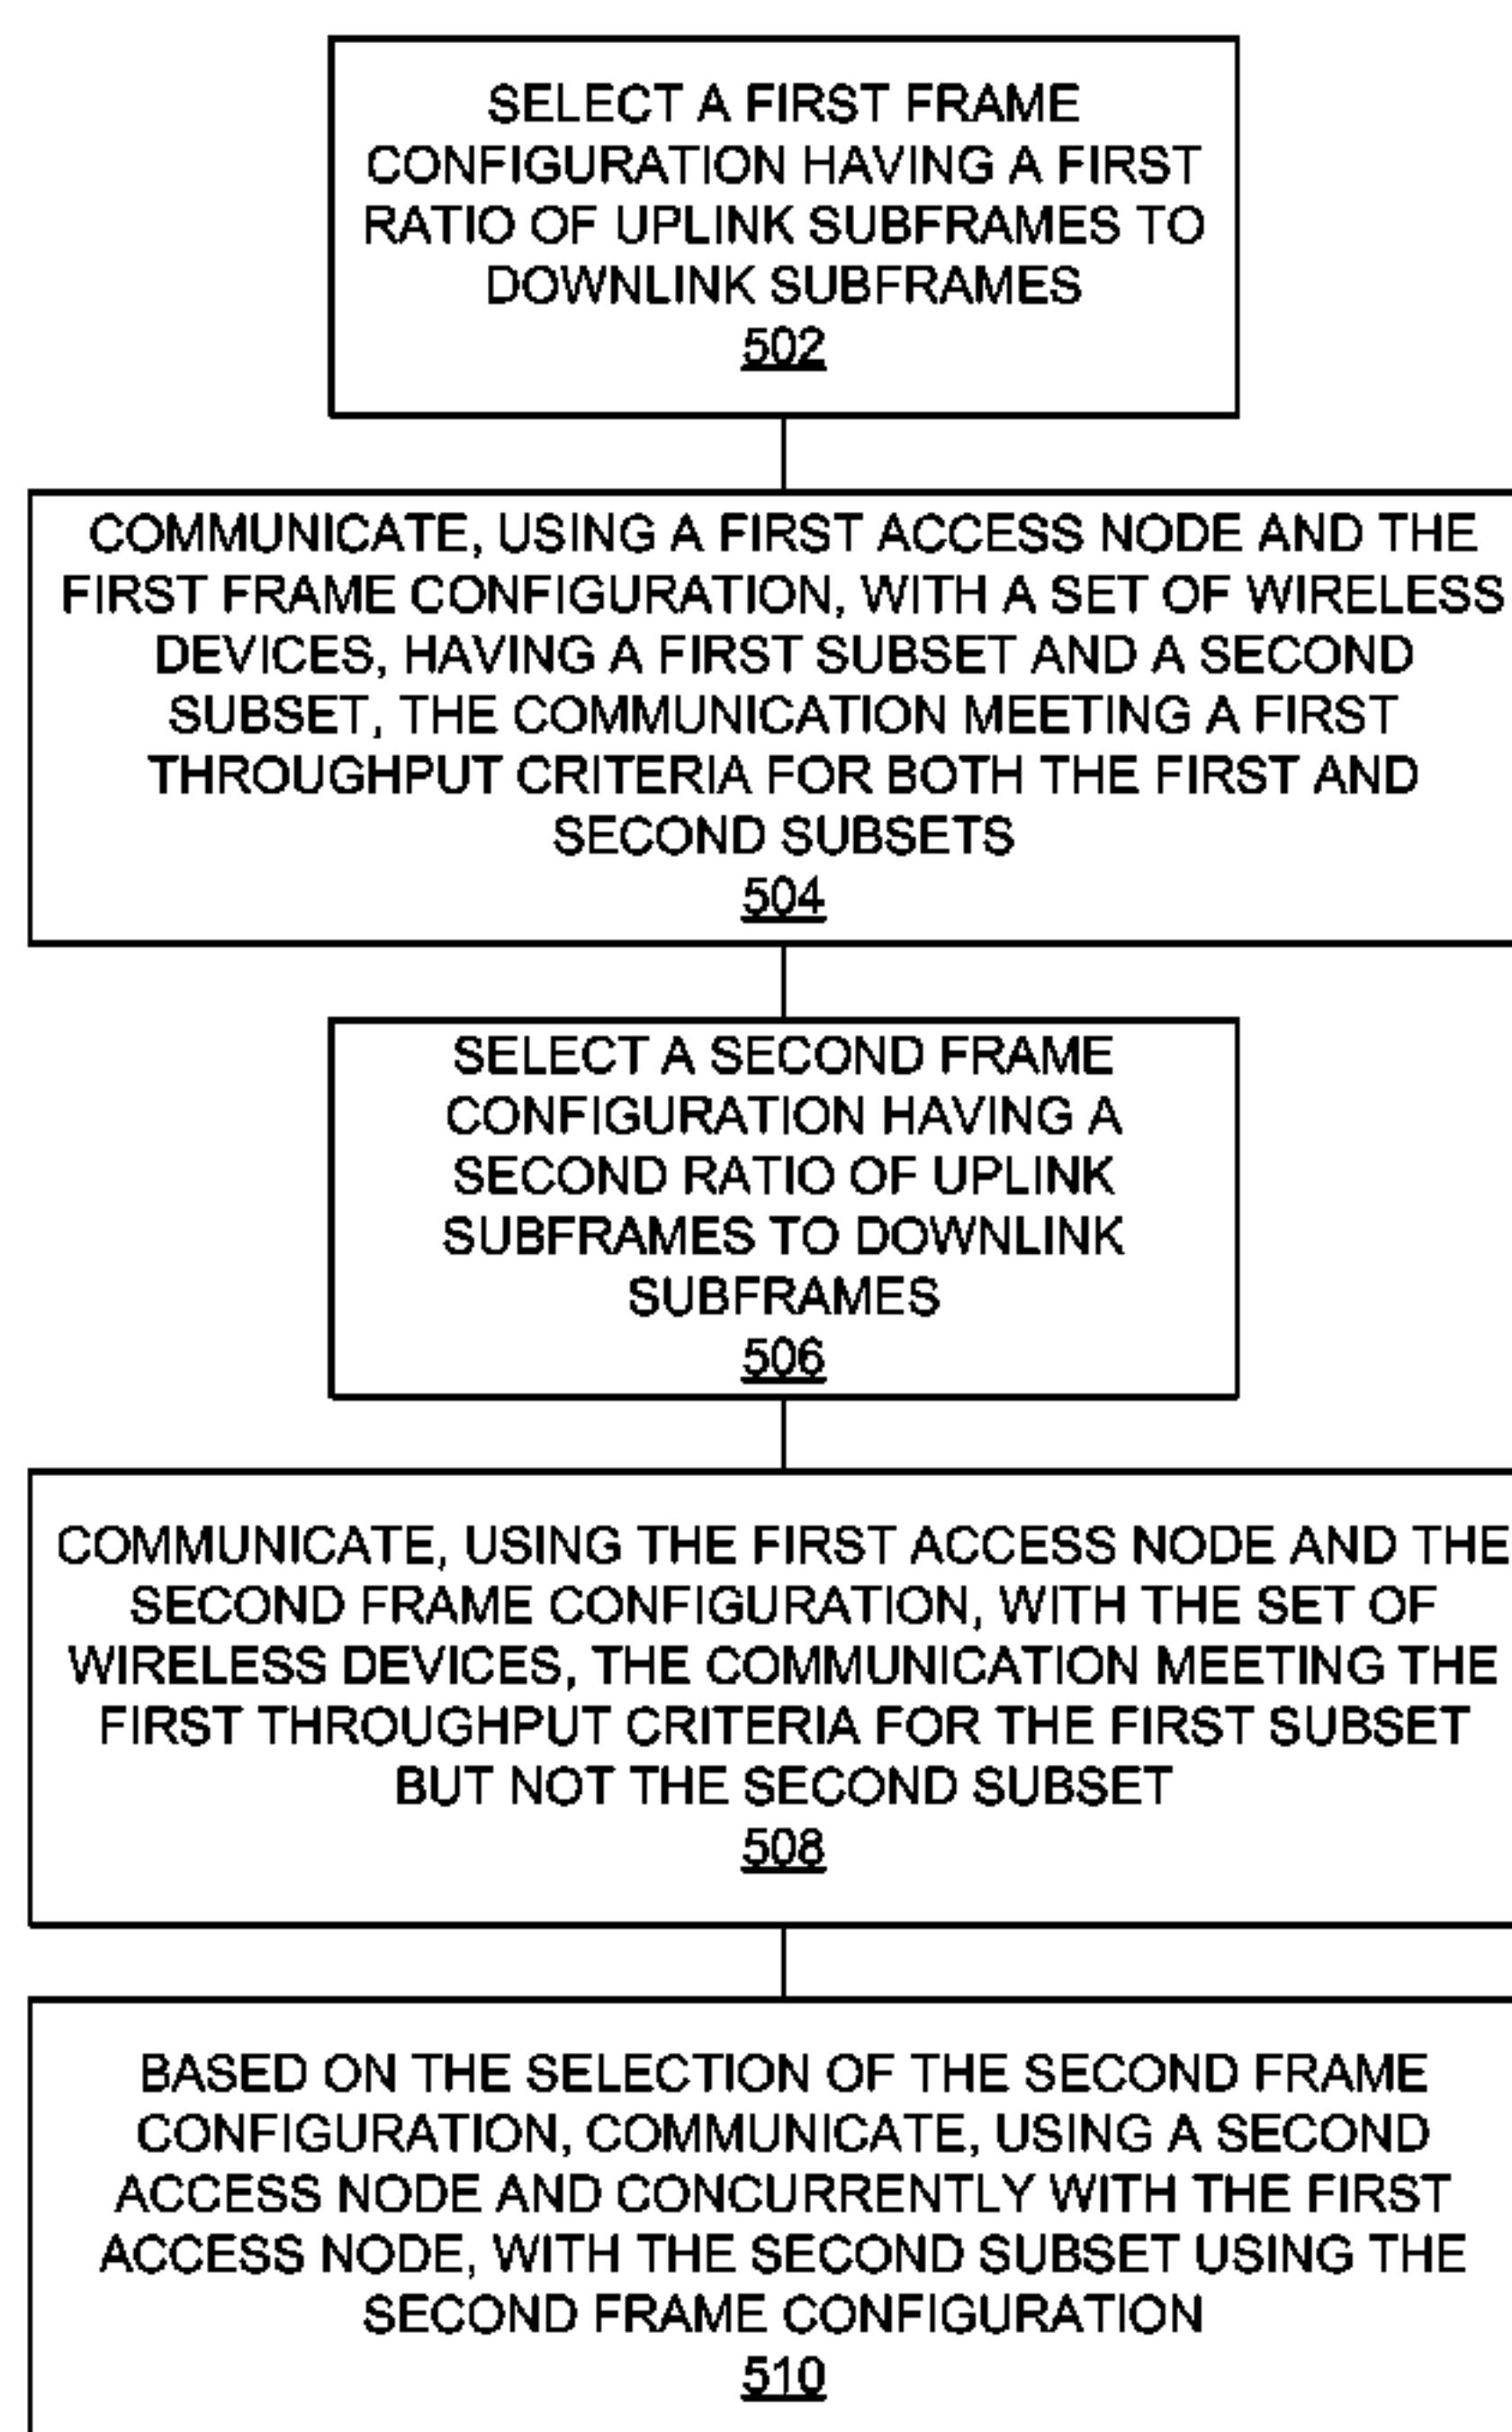 SELECT A FIRST FRAME
CONFIGURATION HAVING A FIRST
RATIO OF UPLINK SUBFRAMES TO
DOWNLINK SUBFRAMES
502
COMMUNICATE, USING A FIRST ACCESS NODE AND THE
FIRST FRAME CONFIGURATION, WITH A SET OF WIRELESS
DEVICES, HAVING A FIRST SUBSET AND A SECOND
SUBSET, THE COMMUNICATION MEETING A FIRST
THROUGHPUT CRITERIA FOR BOTH THE FIRST AND
SECOND SUBSETS
504
SELECT A SECOND FRAME
CONFIGURATION HAVING A
SECOND RATIO OF UPLINK
SUBFRAMES TO DOWNLINK
SUBFRAMES
506
COMMUNICATE, USING THE FIRST ACCESS NODE AND THE
SECOND FRAME CONFIGURATION, WITH THE SET OF
WIRELESS DEVICES, THE COMMUNICATION MEETING THE
FIRST THROUGHPUT CRITERIA FOR THE FIRST SUBSET
BUT NOT THE SECOND SUBSET
508
BASED ON THE SELECTION OF THE SECOND FRAME
CONFIGURATION, COMMUNICATE, USING A SECOND
ACCESS NODE AND CONCURRENTLY WITH THE FIRST
ACCESS NODE, WITH THE SECOND SUBSET USING THE
SECOND FRAME CONFIGURATION
510